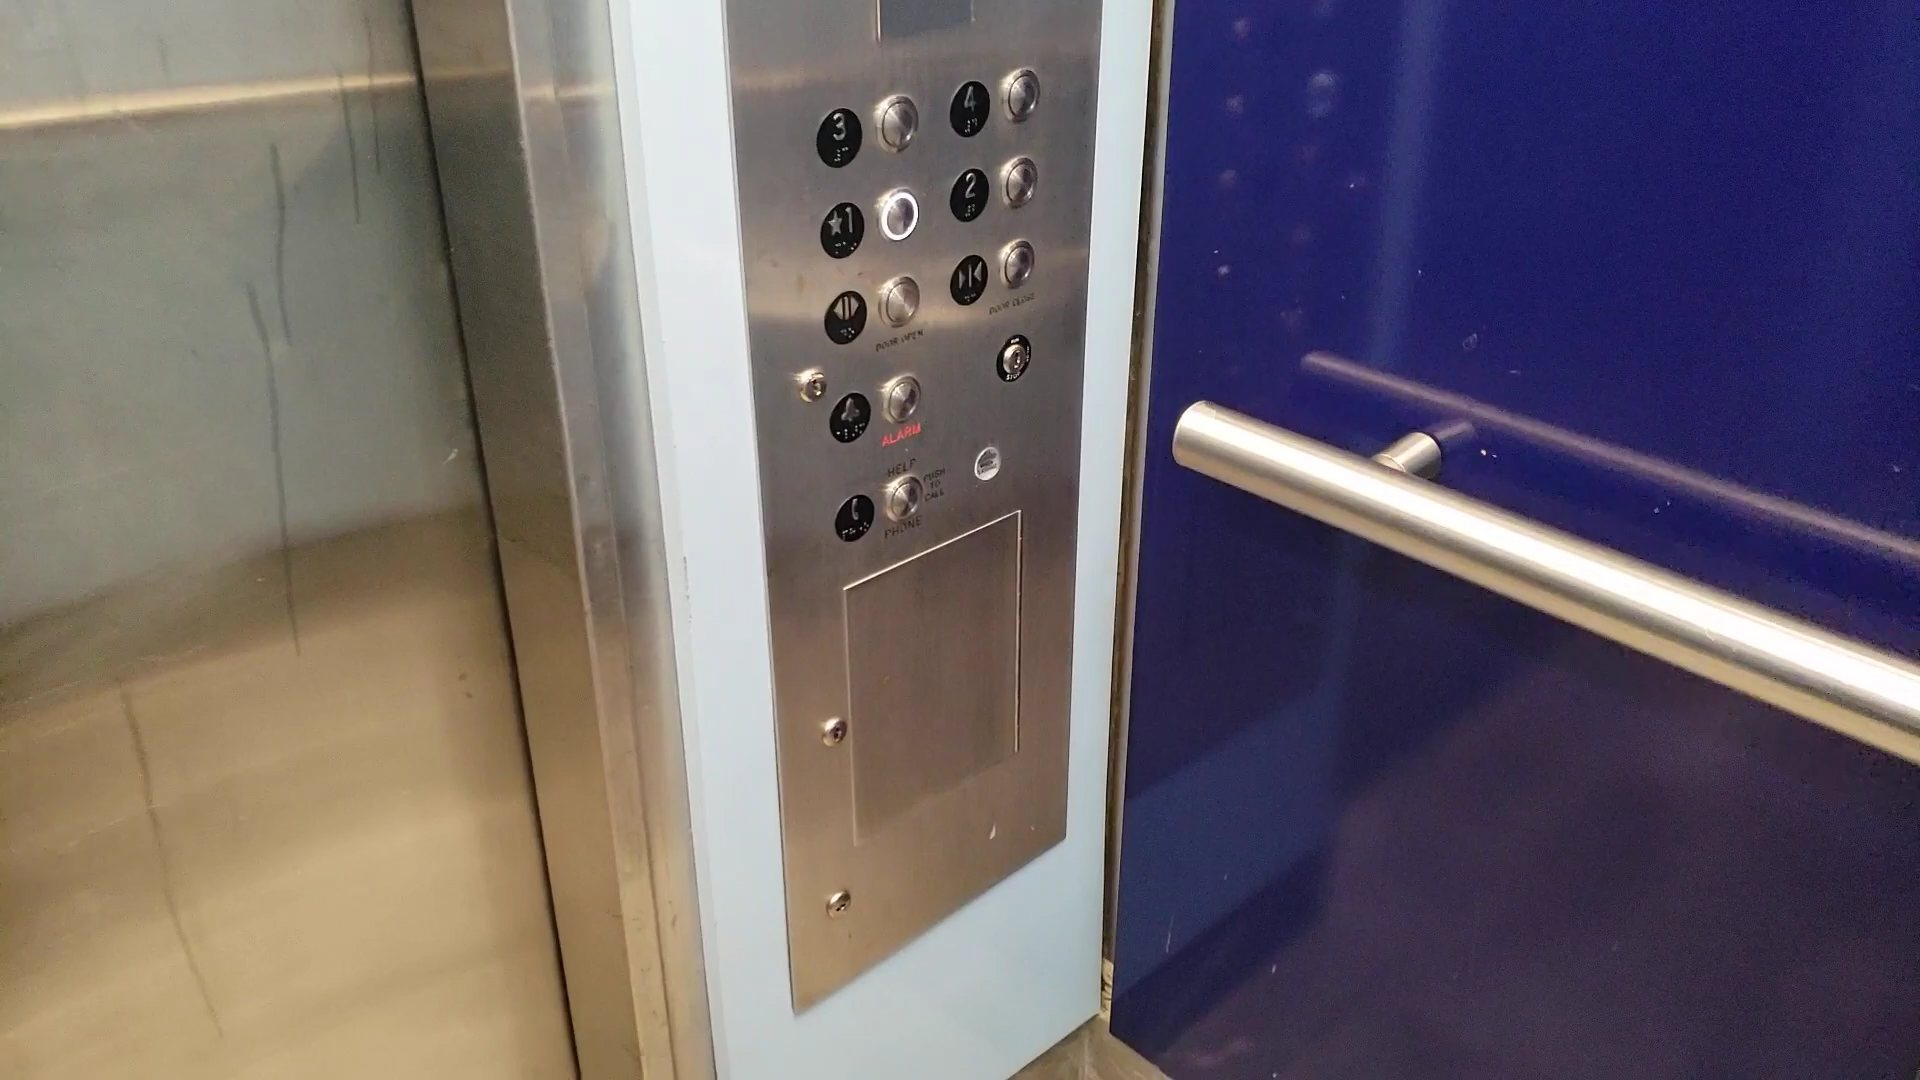 3
4
★1
2
DOOR OPEN
DOOR CLOSE
ALARM
HELP
PUSH
TO
CALL
PHONE